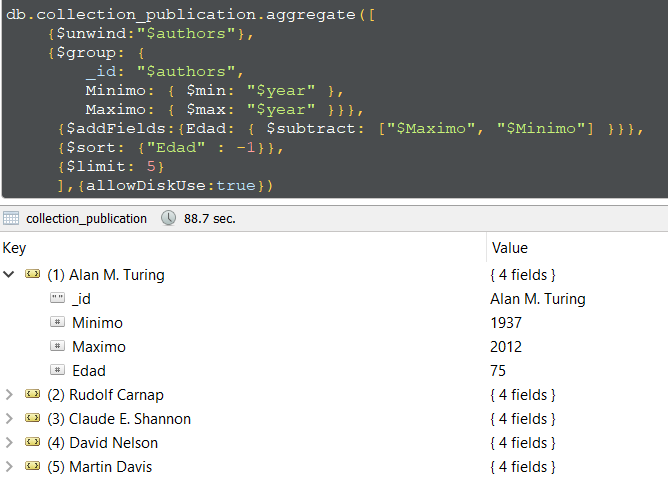 db.collection_publication.aggregate([
{$unwind:"$authors"},
{$group: {
_id: "$authors",
Minimo: { $min: "$year" },
Maximo: { $max: "$year" }}},
{$addFields:{Edad: { $subtract: ["$Maximo", "$Minimo"] }}},
{$sort: {"Edad" : -1}},
{$limit: 5}
],{allowDiskUse:true})
collection_publication 88.7 sec.
Key Value
(1) Alan M. Turing { 4 fields }
_id Alan M. Turing
Minimo 1937
Maximo 2012
Edad 75
(2) Rudolf Carnap { 4 fields }
(3) Claude E. Shannon { 4 fields }
(4) David Nelson { 4 fields }
(5) Martin Davis { 4 fields }